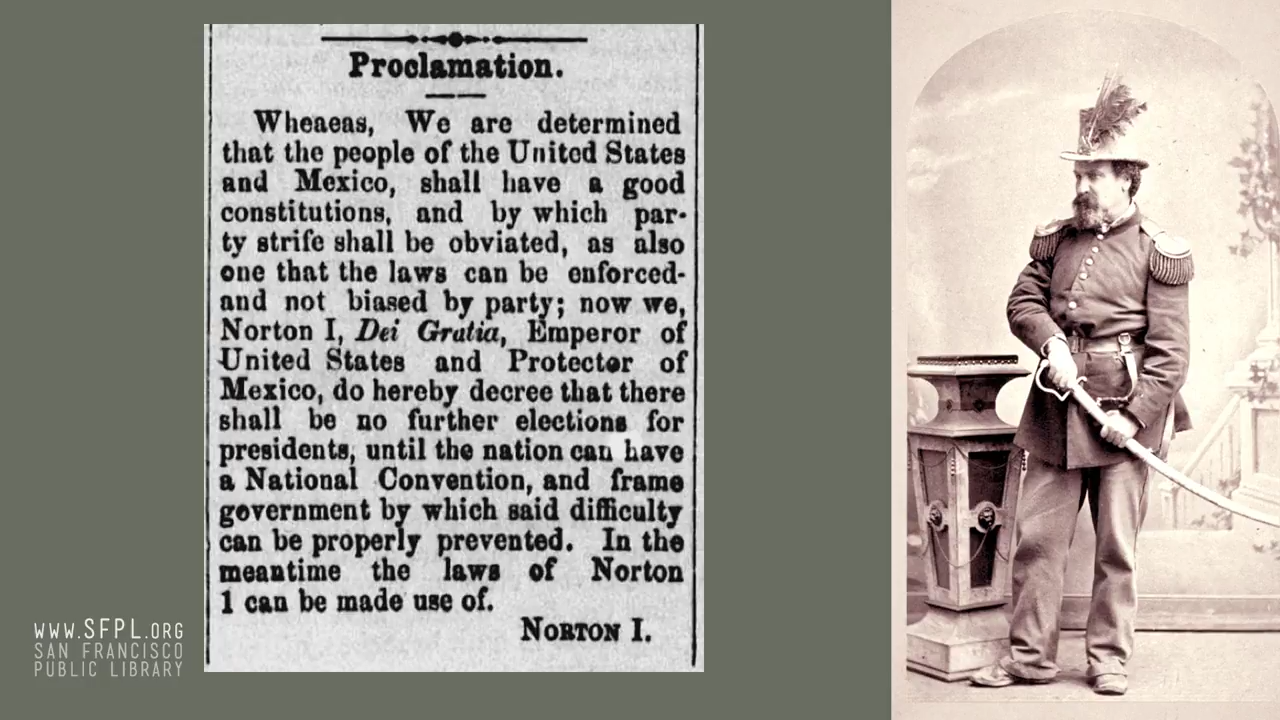 Proclamation.
Wheaeas, We are determined
that the people of the United States
and Mexico, shall have a good
constitutions, and by which par-
ty strife shall be obviated, as also
one that the laws can be enforced-
and not biased by party; now we,
Norton I, Dei Gratia, Emperor of
United States and Protector of
Mexico, do hereby decree that there
shall be no further elections for
presidents, until the nation can have
a National Convention, and frame
government by which said difficulty
can be properly prevented. In the
meantime the laws of Norton
1 can be made use of.
NORTON I.
WWW.SFPL.ORG
SAN FRANCISCO
PUBLIC LIBRARY